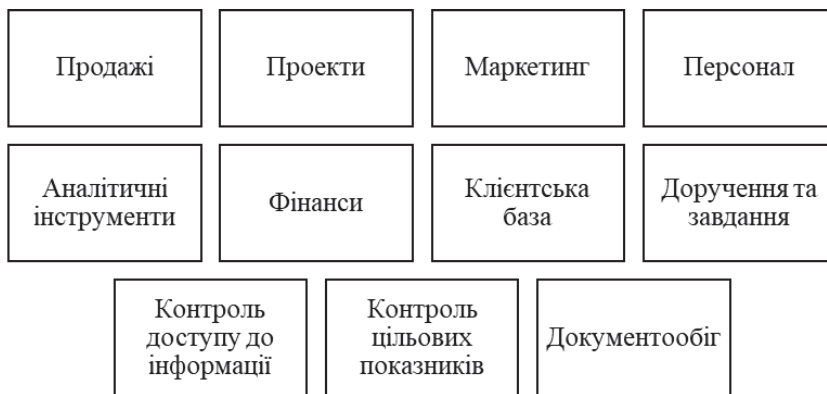 Продажі
Проекти
Маркетинг
Персонал
Аналітичні
інструменти
Фінанси
Клієнтська
база
Доручення та
завдання
Контроль
доступу до
інформації
Контроль
цільових
показників
Документообіг